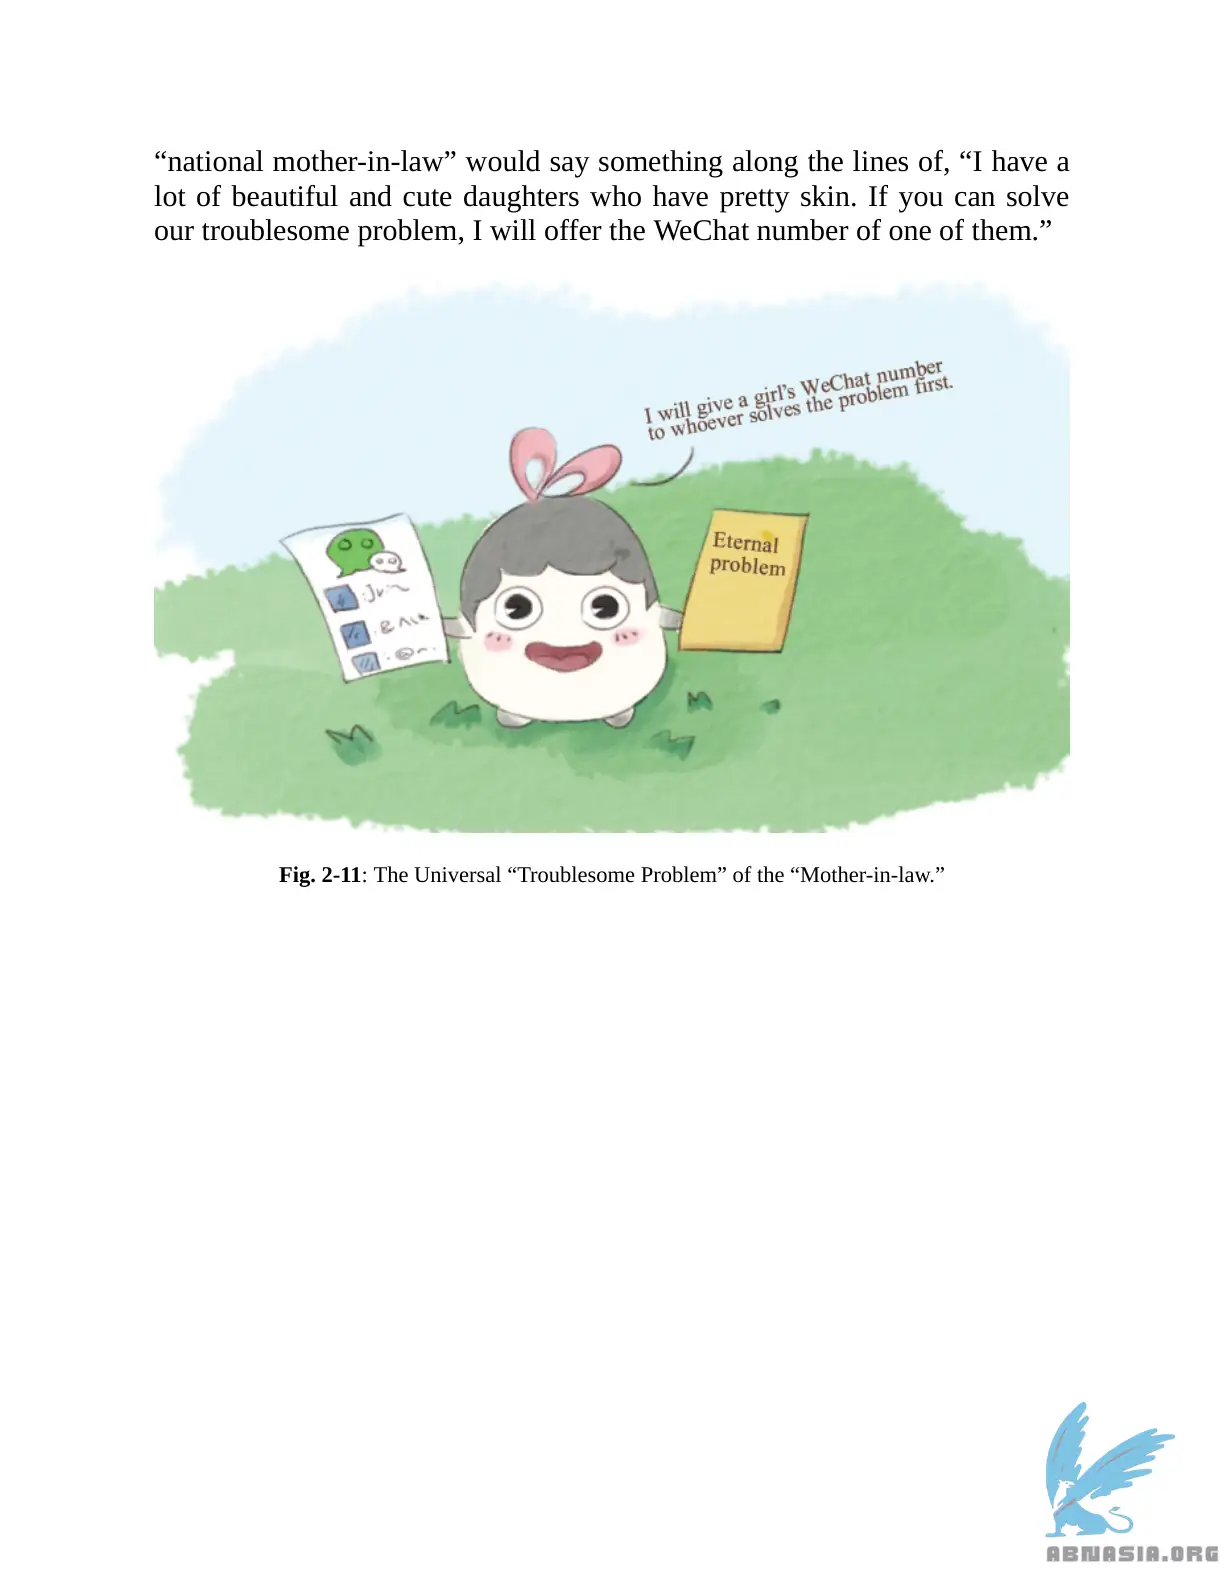 “national mother-in-law” would say something along the lines of, “I have a
lot of beautiful and cute daughters who have pretty skin. If you can solve
our troublesome problem, I will offer the WeChat number of one of them.”
I will give a girl’s WeChat number
to whoever solves the problem first.
Eternal
problem
Fig. 2-11: The Universal “Troublesome Problem” of the “Mother-in-law.”
ABNASIA.ORG